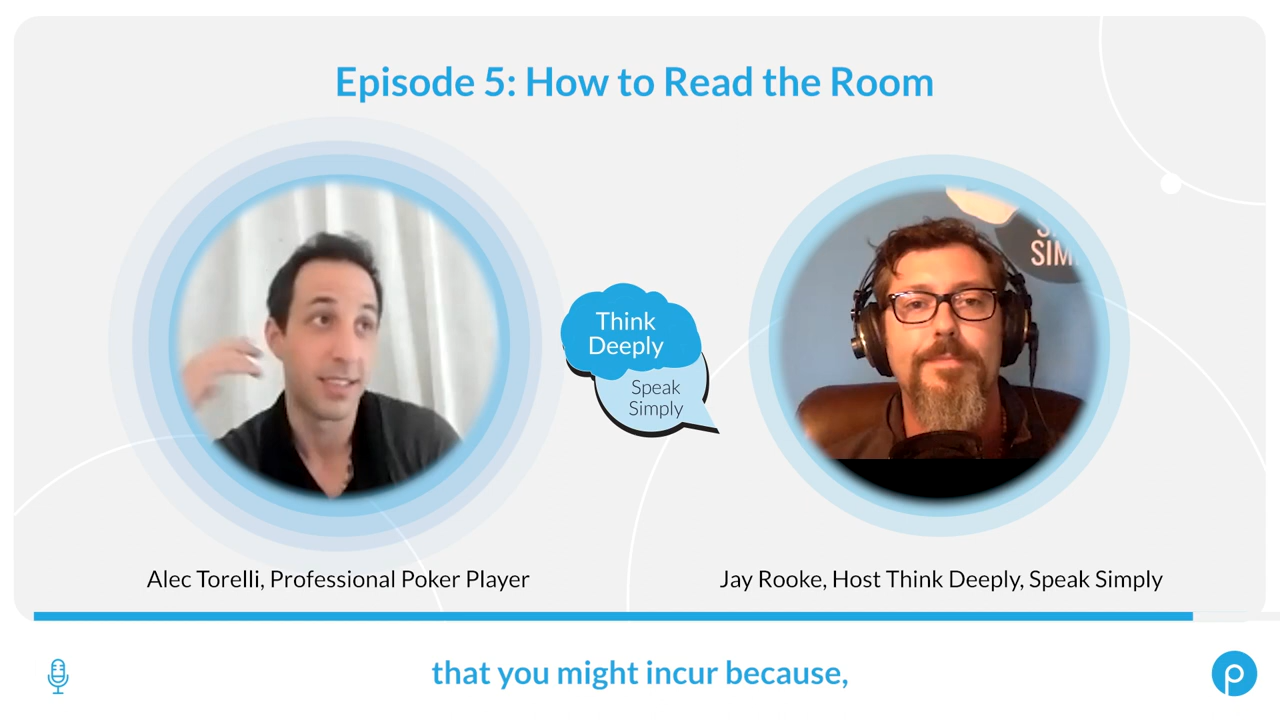 Episode 5: How to Read the Room
SIM
Think
Deeply
Speak
Simply
Alec Torelli, Professional Poker Player
Jay Rooke, Host Think Deeply, Speak Simply
that you might incur because,